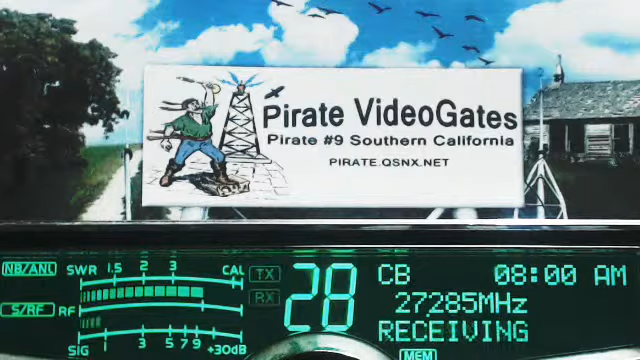 Pirate VideoGates
Pirate #9 Southern California
PIRATE.QSNX.NET
NB/ANL SWR 1.5 2 3 CAL TX 28 CB 08:00 AM
S/RF RF RX 27285MHz
1 3 5 7 9 RECEIVING
SIG +30dB MEM